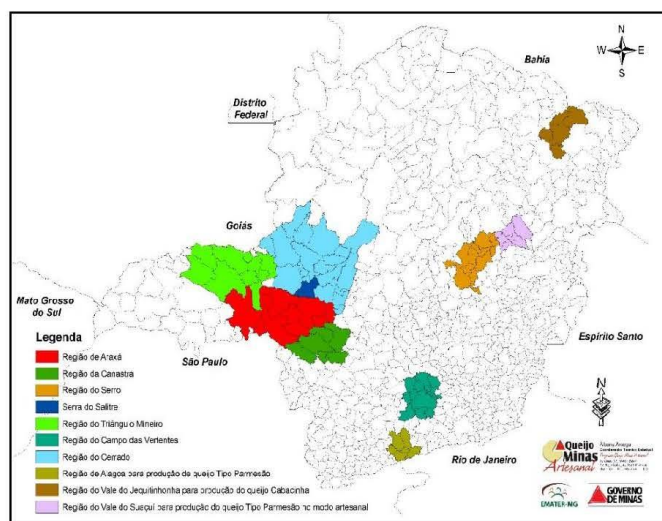 N
W E
S
Bahia
Distrito
Federal
Goiás
Mato Grosso
do Sul
Legenda
Espírito Santo
São Paulo
Região de Araxá
Região da Canastra
Região do Serro
Serra do Salitre
Região do Triângulo Mineiro
Região do Campo das Vertentes
Região do Cerrado
Região de Alagoa para produção de queijo Tipo Parmesão
Região do Vale do Jequitinhonha para produção do queijo Cabacinha
Região do Vale do Suaçuí para produção do queijo Tipo Parmesão no modo artesanal
Rio de Janeiro
N
Queijo
Minas
Artesanal
EMATER-MG
GOVERNO
DE MINAS